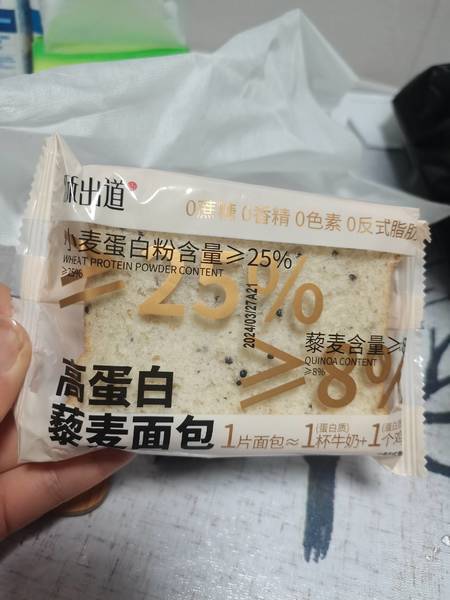 出道
0蔗糖 0香精 0色素 0反式脂肪
小麦蛋白粉含量≥25%
WHEAT PROTEIN POWDER CONTENT
≥25%
≥25%
2024/03/27A21
藜麦含量≥
QUINOA CONTENT
≥8%
≥8%
高蛋白
藜麦面包
1片面包≈1(蛋白质)杯牛奶+1个